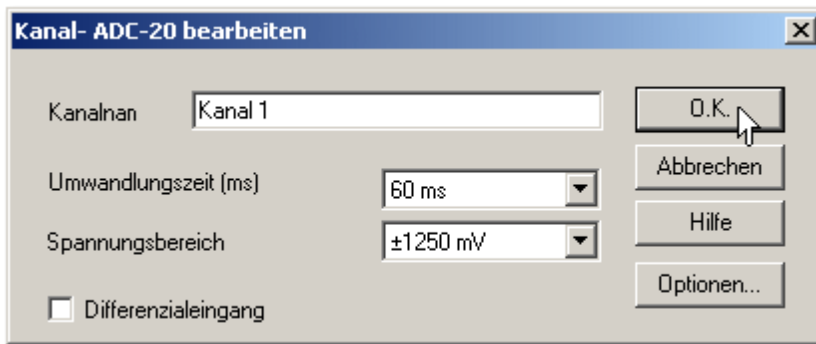 Kanal- ADC-20 bearbeiten
Kanalnan Kanal 1
O.K.
Umwandlungszeit (ms) 60 ms
Abbrechen
Spannungsbereich ±1250 mV
Hilfe
Differenzialeingang
Optionen...